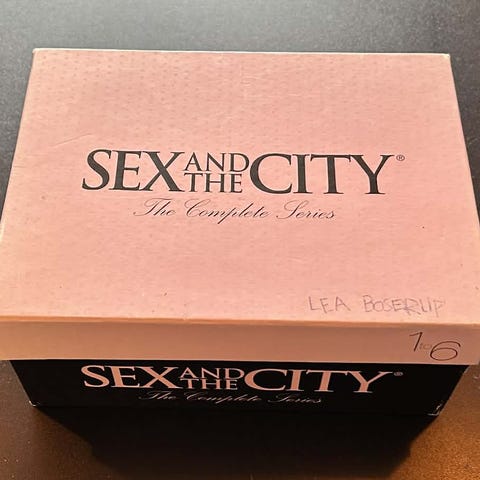 SEX AND THE CITY®
The Complete Series
LEA BOSERUP
1 to 6
SEX AND THE CITY®
The Complete Series